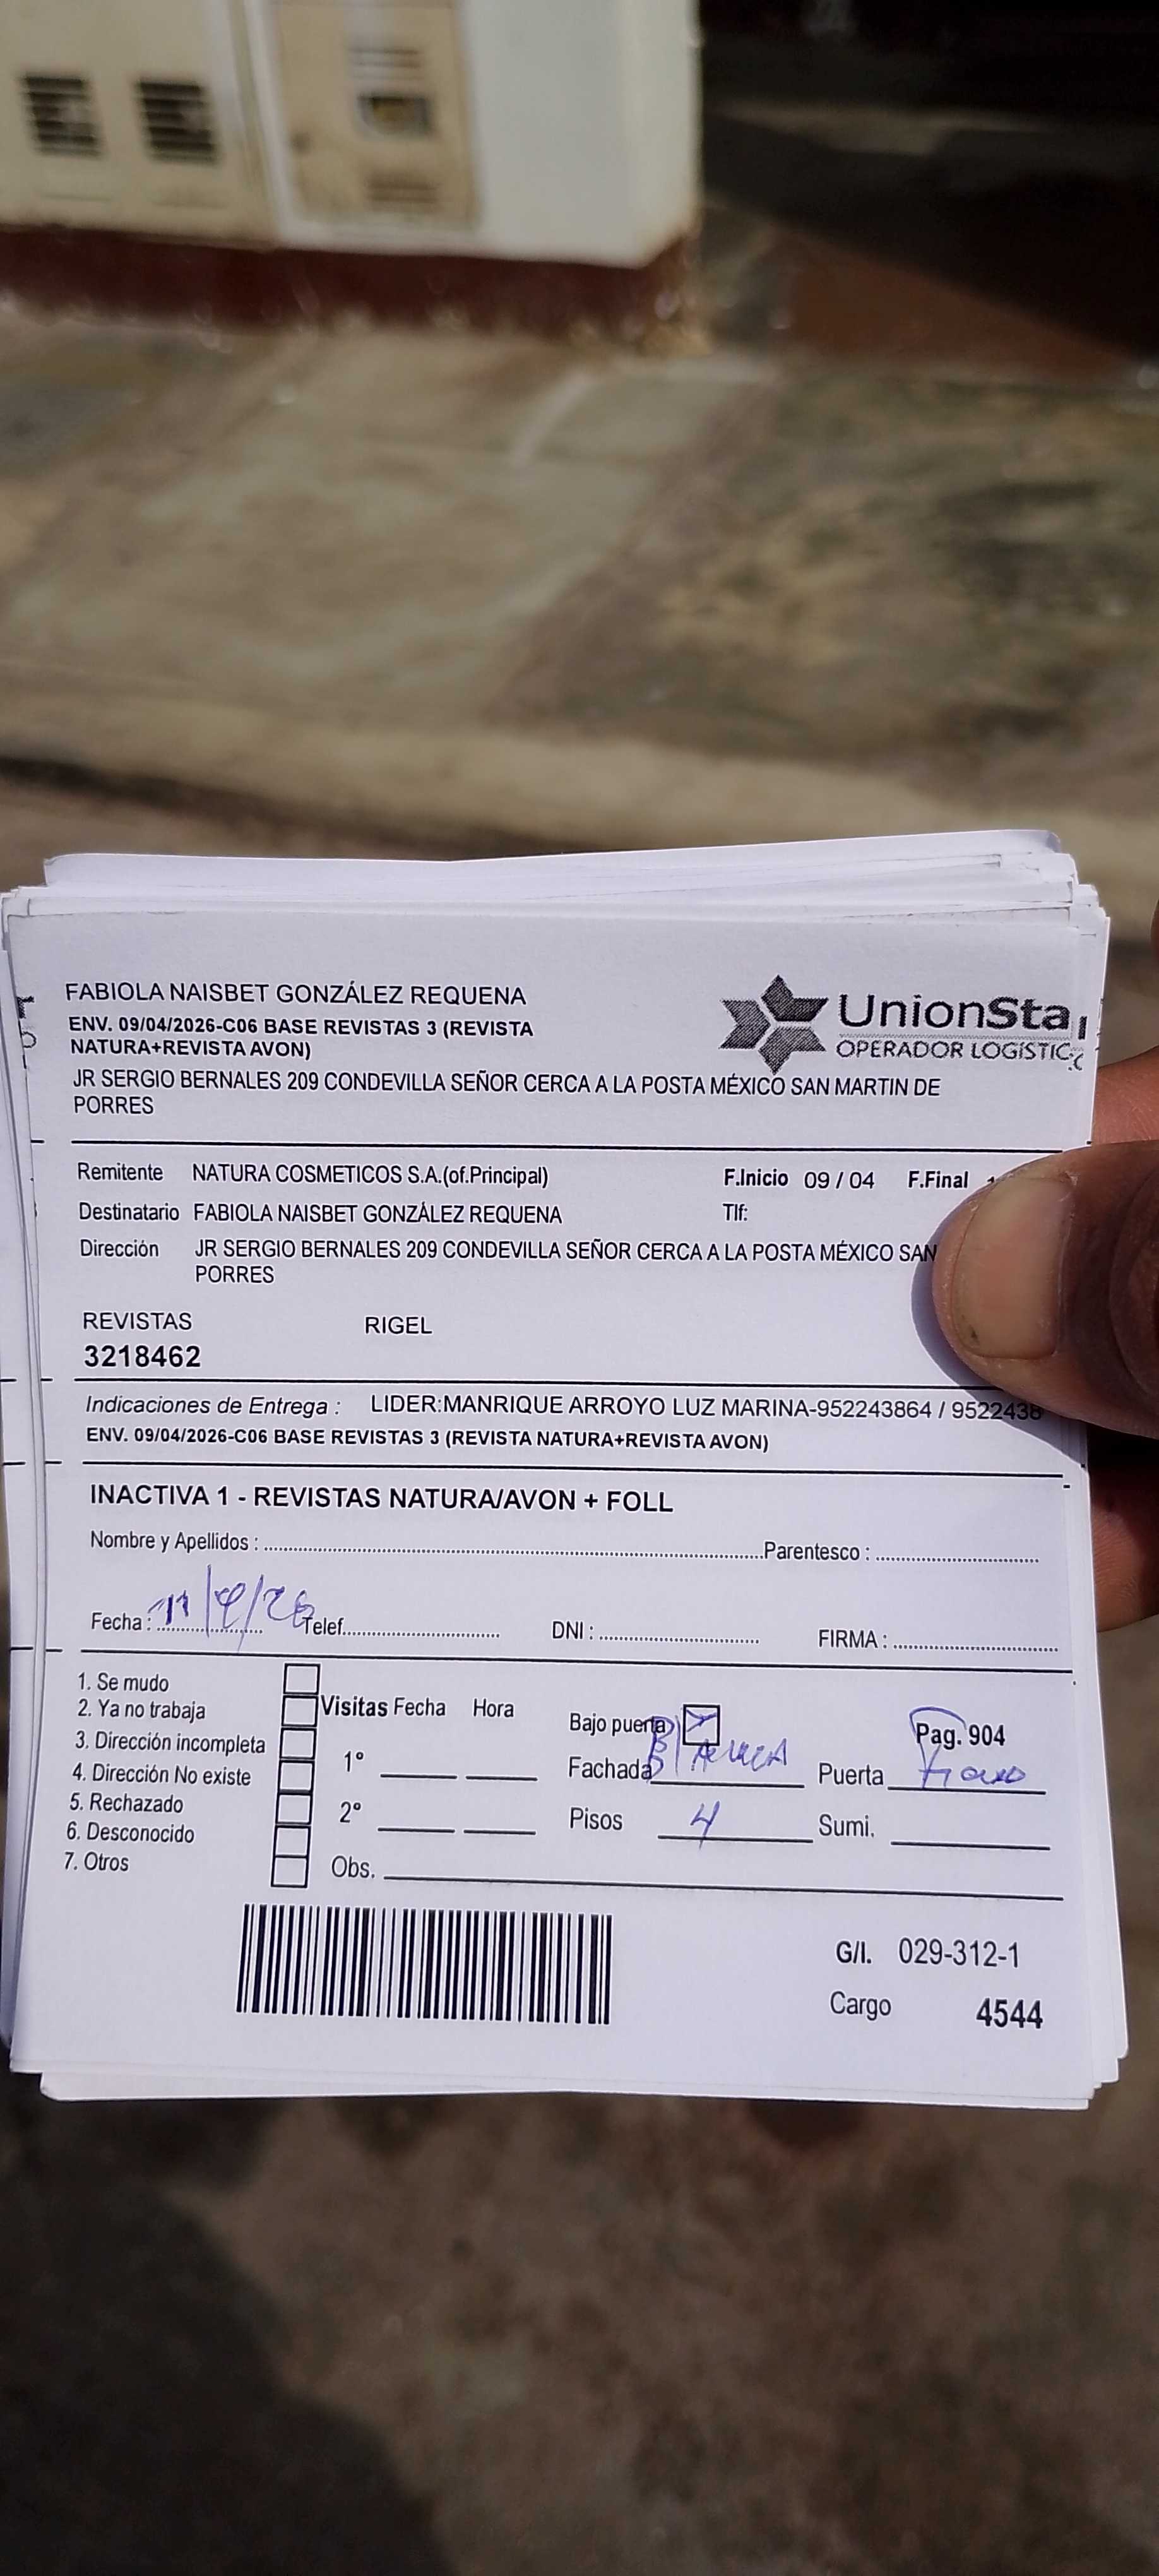 FABIOLA NAISBET GONZÁLEZ REQUENA
ENV. 09/04/2026-C06 BASE REVISTAS 3 (REVISTA
NATURA+REVISTA AVON)
JR SERGIO BERNALES 209 CONDEVILLA SEÑOR CERCA A LA POSTA MÉXICO SAN MARTIN DE
PORRES
UnionSta
OPERADOR LOGÍSTIC
Remitente NATURA COSMETICOS S.A.(of.Principal) F.Inicio 09 / 04 F.Final
Destinatario FABIOLA NAISBET GONZÁLEZ REQUENA Tlf:
Dirección JR SERGIO BERNALES 209 CONDEVILLA SEÑOR CERCA A LA POSTA MÉXICO SAN
PORRES
REVISTAS RIGEL
3218462
Indicaciones de Entrega : LIDER:MANRIQUE ARROYO LUZ MARINA-952243864 / 9522438
ENV. 09/04/2026-C06 BASE REVISTAS 3 (REVISTA NATURA+REVISTA AVON)
INACTIVA 1 - REVISTAS NATURA/AVON + FOLL
Nombre y Apellidos : Parentesco :
Fecha : 11/4/26 Telef. DNI : FIRMA :
1. Se mudo
2. Ya no trabaja
3. Dirección incompleta
4. Dirección No existe
5. Rechazado
6. Desconocido
7. Otros
Visitas Fecha Hora
1°
2°
Obs.
Bajo puerta
Pag. 904
Fachada Puerta
Pisos 4 Sumi.
G/I. 029-312-1
Cargo 4544